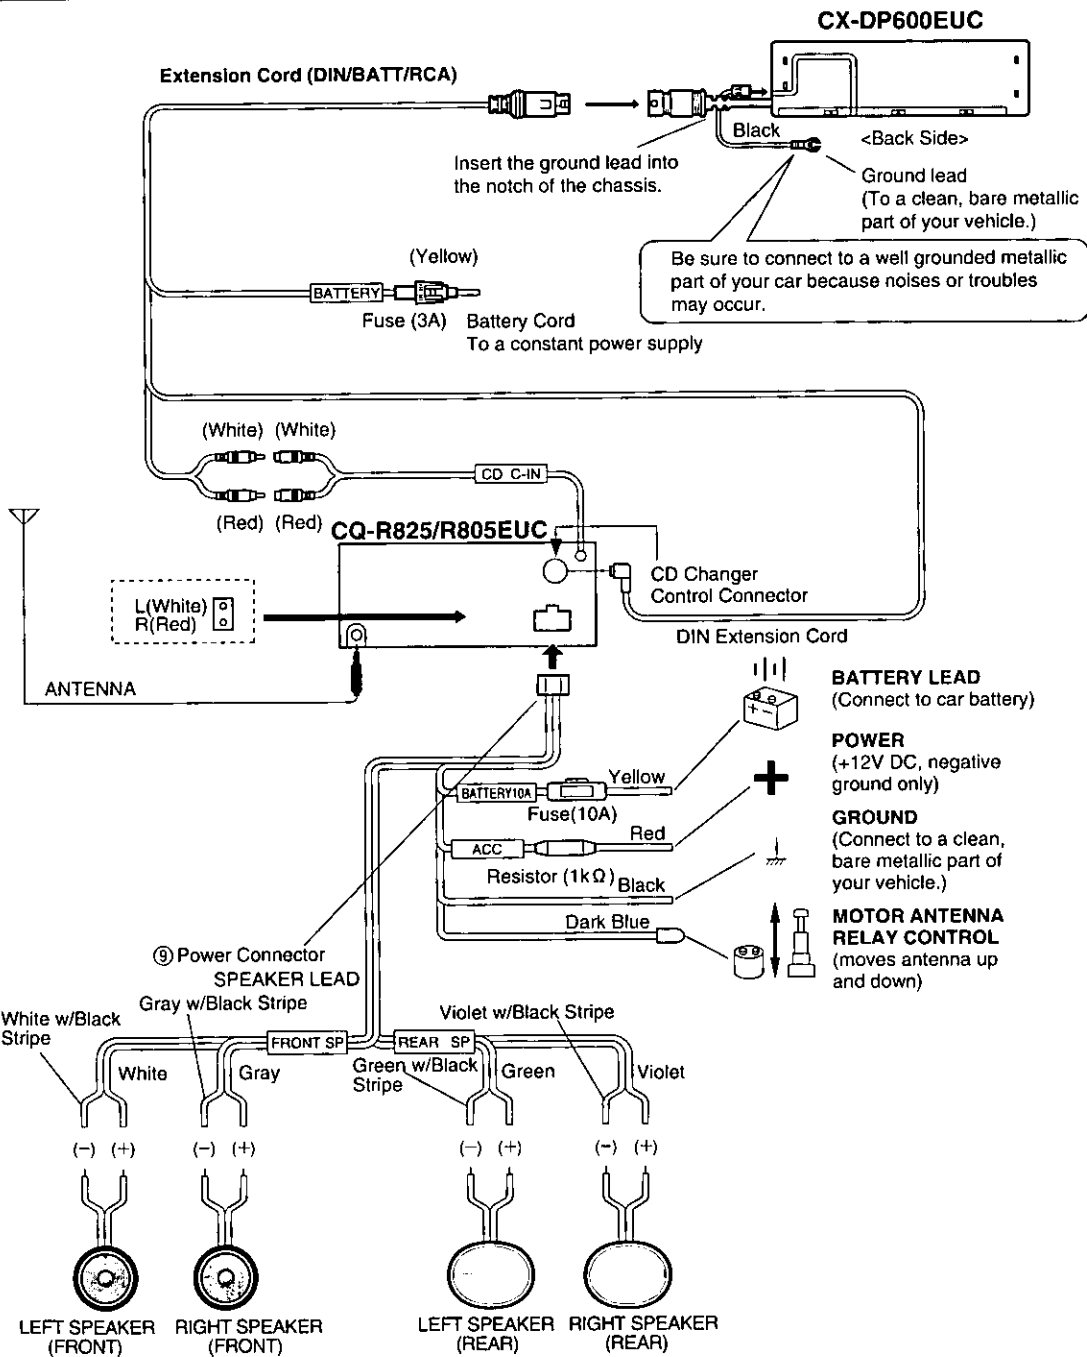 CX-DP600EUC
Extension Cord (DIN/BATT/RCA)
Black
<Back Side>
Insert the ground lead into
the notch of the chassis.
Ground lead
(To a clean, bare metallic
part of your vehicle.)
Be sure to connect to a well grounded metallic
part of your car because noises or troubles
may occur.
(Yellow)
BATTERY
Fuse (3A)
Battery Cord
To a constant power supply
(White) (White)
CD C-IN
(Red) (Red)
CQ-R825/R805EUC
CD Changer
Control Connector
L(White)
R(Red)
DIN Extension Cord
ANTENNA
BATTERY LEAD
(Connect to car battery)
+ -
POWER
(+12V DC, negative
ground only)
BATTERY10A
Yellow
Fuse(10A)
GROUND
(Connect to a clean,
bare metallic part of
your vehicle.)
ACC
Red
Resistor (1kΩ)
Black
Dark Blue
MOTOR ANTENNA
RELAY CONTROL
(moves antenna up
and down)
⑨ Power Connector
SPEAKER LEAD
White w/Black
Stripe
Gray w/Black Stripe
Violet w/Black Stripe
FRONT SP
REAR SP
White
Gray
Green w/Black
Stripe
Green
Violet
(−) (+) (−) (+) (−) (+) (−) (+)
LEFT SPEAKER
(FRONT)
RIGHT SPEAKER
(FRONT)
LEFT SPEAKER
(REAR)
RIGHT SPEAKER
(REAR)